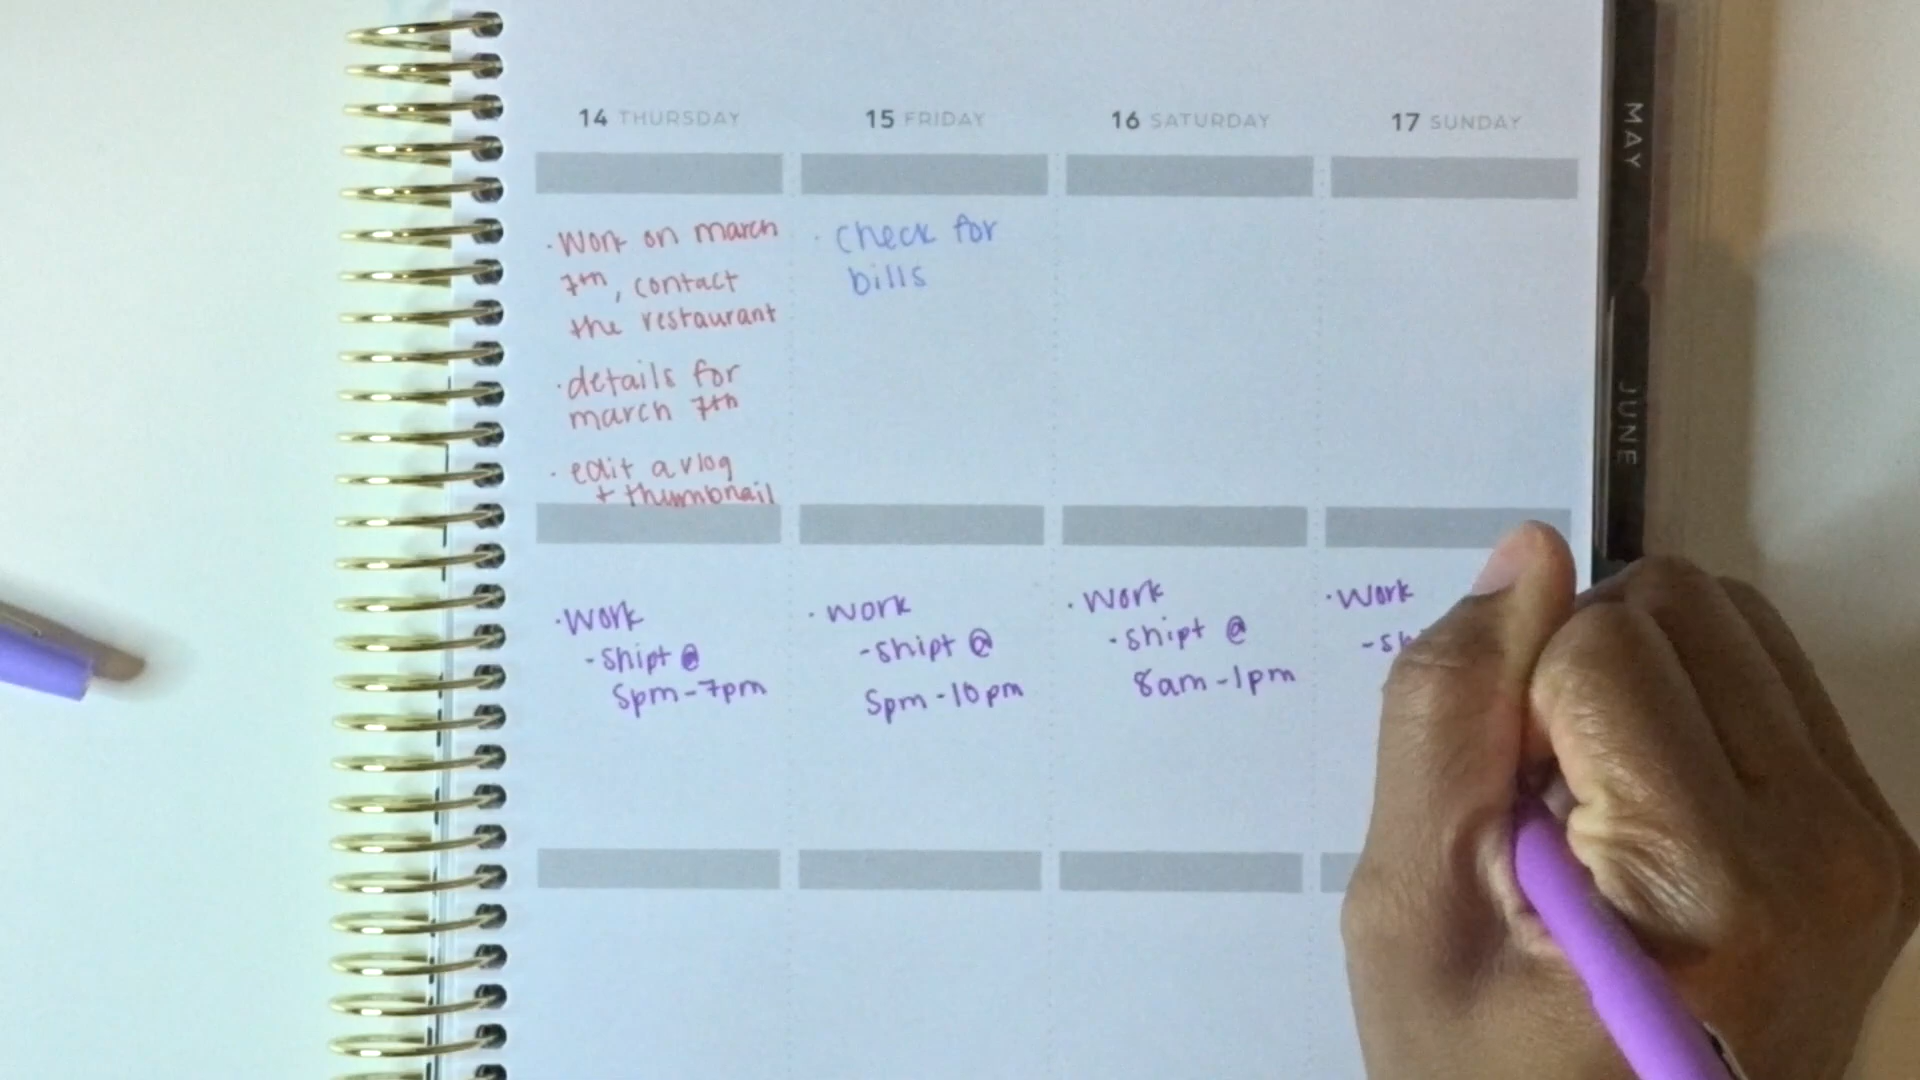 14 THURSDAY
15 FRIDAY
16 SATURDAY
17 SUNDAY
MAY
JUNE
· Work on march
7th, contact
the restaurant
· details for
march 7th
· edit a vlog
+ thumbnail
· check for
bills
· Work
- Shipt @
5pm-7pm
· Work
- Shipt @
5pm-10pm
· Work
- Shipt @
8am-1pm
· Work
- Sh